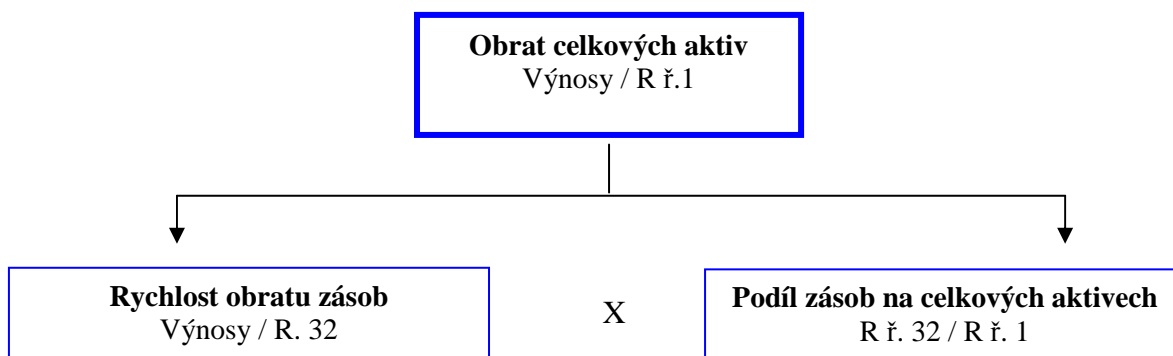 Obrat celkových aktiv
Výnosy / R ř.1
Rychlost obratu zásob
Výnosy / R. 32
X
Podíl zásob na celkových aktivech
R ř. 32 / R ř. 1